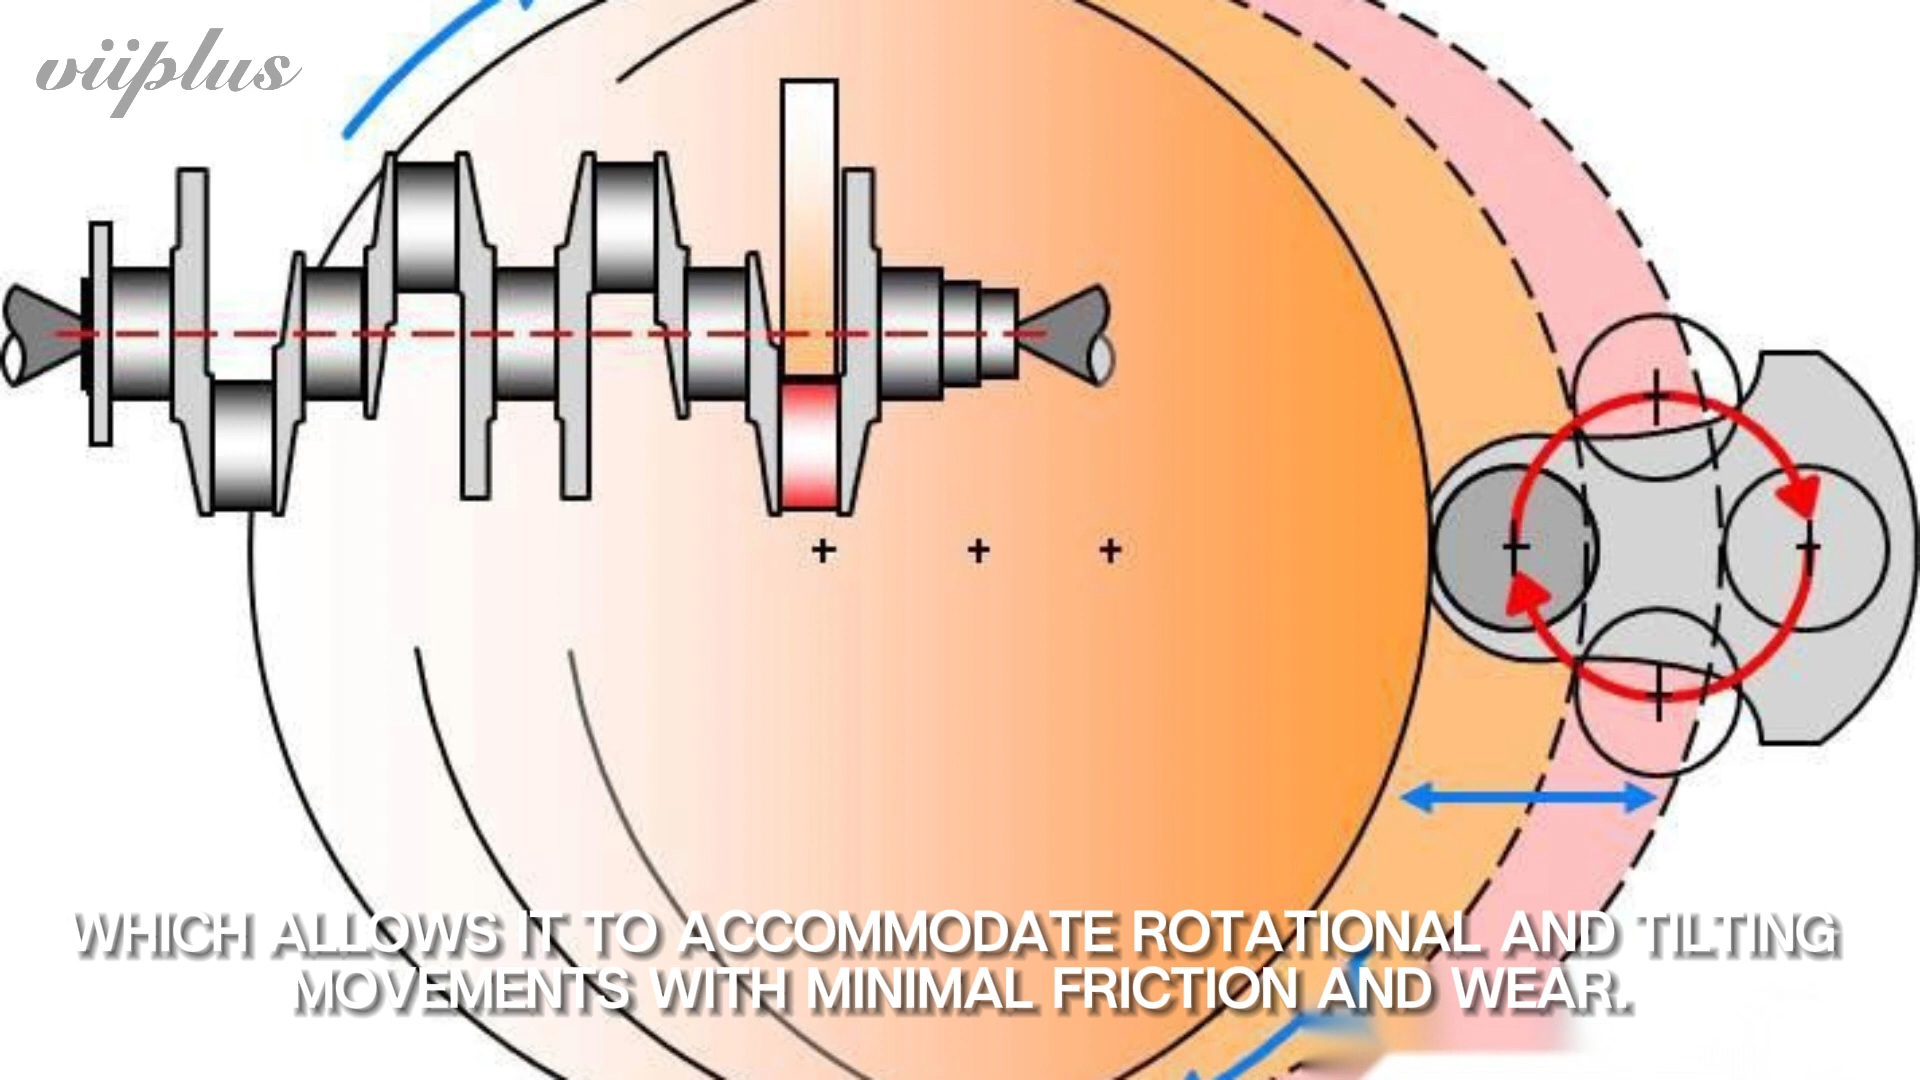 viiplus
WHICH ALLOWS IT TO ACCOMMODATE ROTATIONAL AND TILTING
MOVEMENTS WITH MINIMAL FRICTION AND WEAR.